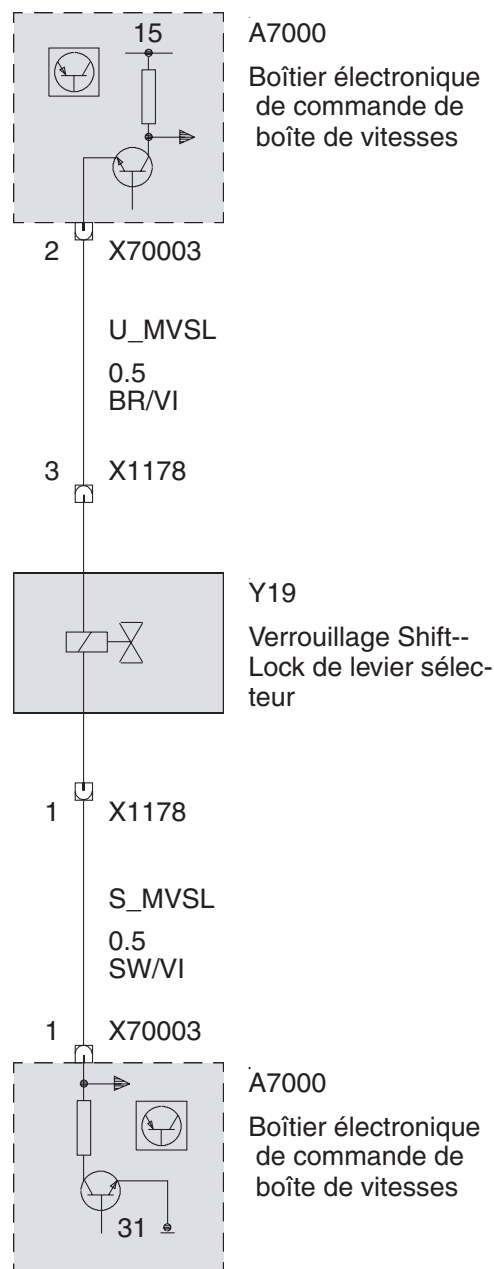 15
A7000
Boîtier électronique
de commande de
boîte de vitesses
2 X70003
U_MVSL
0.5
BR/VI
3 X1178
Y19
Verrouillage Shift--
Lock de levier sélec-
teur
1 X1178
S_MVSL
0.5
SW/VI
1 X70003
A7000
Boîtier électronique
de commande de
boîte de vitesses
31